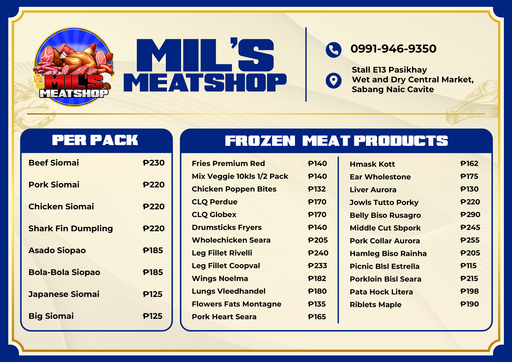 MIL'S
MEATSHOP
MIL'S
MEATSHOP
0991-946-9350
Stall E13 Pasikhay
Wet and Dry Central Market,
Sabang Naic Cavite
PER PACK
Beef Siomai ₱230
Pork Siomai ₱220
Chicken Siomai ₱220
Shark Fin Dumpling ₱220
Asado Siopao ₱185
Bola-Bola Siopao ₱185
Japanese Siomai ₱125
Big Siomai ₱125
FROZEN MEAT PRODUCTS
Fries Premium Red ₱140
Mix Veggie 10kls 1/2 Pack ₱140
Chicken Poppen Bites ₱132
CLQ Perdue ₱170
CLQ Globex ₱170
Drumsticks Fryers ₱140
Wholechicken Seara ₱205
Leg Fillet Rivelli ₱240
Leg Fillet Coopval ₱233
Wings Noelma ₱182
Lungs Vleedhandel ₱180
Flowers Fats Montagne ₱135
Pork Heart Seara ₱165
Hmask Kott ₱162
Ear Wholestone ₱175
Liver Aurora ₱130
Jowls Tutto Porky ₱220
Belly Biso Rusagro ₱290
Middle Cut Sbpork ₱245
Pork Collar Aurora ₱255
Hamleg Biso Rainha ₱205
Picnic Blsl Estrella ₱115
Porkloin Bisl Seara ₱215
Pata Hock Litera ₱198
Riblets Maple ₱190